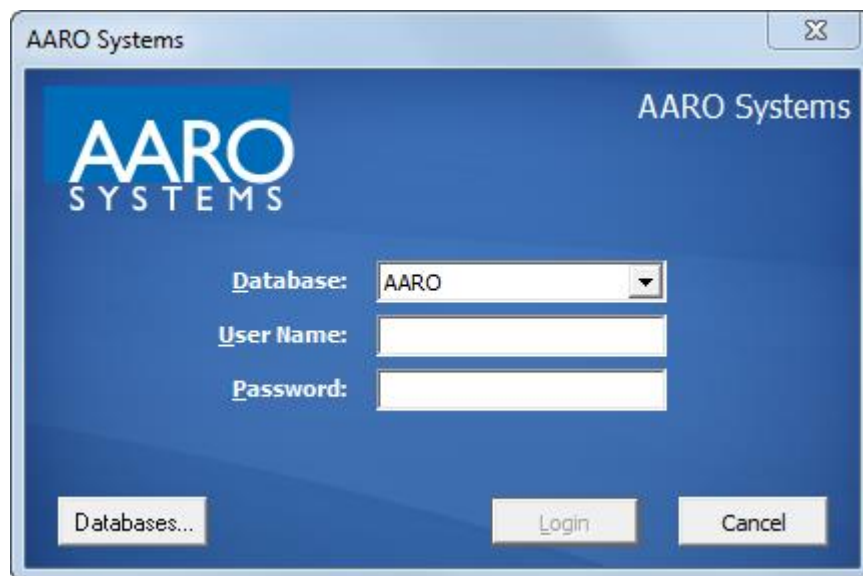 AARO Systems
AARO Systems
AARO
SYSTEMS
Database: AARO
User Name:
Password:
Databases... Login Cancel